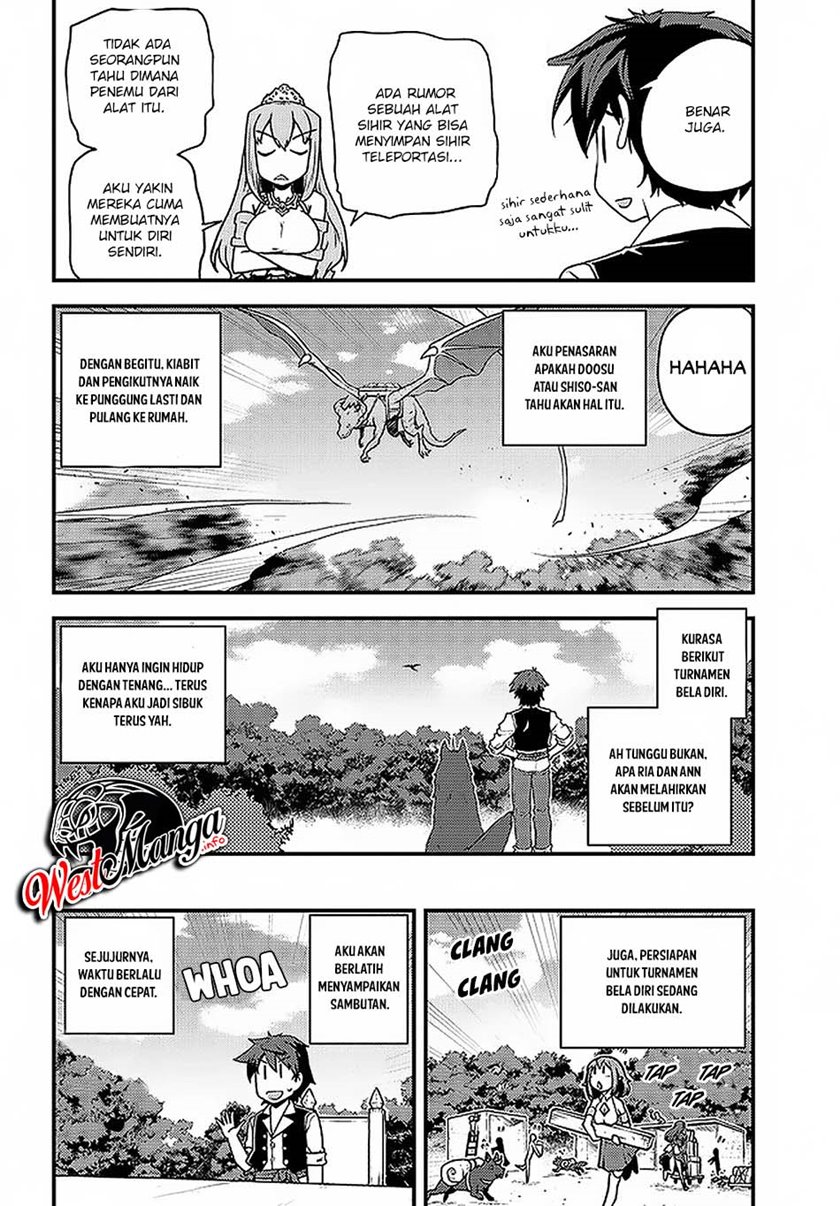 BENAR
JUGA.
sihir sederhana
saja sangat sulit
untukku...
ADA RUMOR
SEBUAH ALAT
SIHIR YANG BISA
MENYIMPAN SIHIR
TELEPORTASI...
TIDAK ADA
SEORANGPUN
TAHU DIMANA
PENEMU DARI
ALAT ITU.
AKU YAKIN
MEREKA CUMA
MEMBUATNYA
UNTUK DIRI
SENDIRI.
HAHAHA
AKU PENASARAN
APAKAH DOOSU
ATAU SHISO-SAN
TAHU AKAN HAL ITU.
DENGAN BEGITU, KIABIT
DAN PENGIKUTNYA NAIK
KE PUNGGUNG LASTI DAN
PULANG KE RUMAH.
KURASA
BERIKUT
TURNAMEN
BELA DIRI.
AH TUNGGU BUKAN,
APA RIA DAN ANN
AKAN MELAHIRKAN
SEBELUM ITU?
AKU HANYA INGIN HIDUP
DENGAN TENANG... TERUS
KENAPA AKU JADI SIBUK
TERUS YAH.
WestManga
.info
JUGA, PERSIAPAN
UNTUK TURNAMEN
BELA DIRI SEDANG
DILAKUKAN.
CLANG
CLANG
TAP
TAP
TAP
TAP
AKU AKAN
BERLATIH
MENYAMPAIKAN
SAMBUTAN.
WHOA
SEJUJURNYA,
WAKTU BERLALU
DENGAN CEPAT.